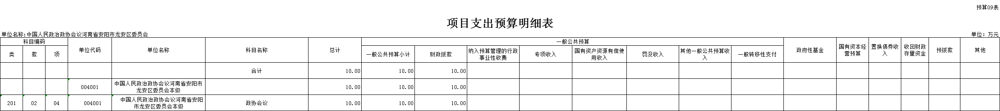 预算09表
项目支出预算明细表
单位名称:中国人民政治政协会议河南省安阳市龙安区委员会 单位：万元
科目编码 单位代码 单位名称 科目名称 总计 一般公共预算 政府性基金 国有资本经营预算 置换债券收入 收回财政存量资金 预拨款 其他
类 款 项 一般公共预算小计 财政拨款 纳入预算管理的行政事业性收费 专项收入 国有资产资源有偿使用收入 罚没收入 其他一般公共预算收入 一般转移性支付
合计 10.00 10.00 10.00
004001 中国人民政治政协会议河南省安阳市龙安区委员会本级 10.00 10.00 10.00
201 02 04 004001 中国人民政治政协会议河南省安阳市龙安区委员会本级 政协会议 10.00 10.00 10.00